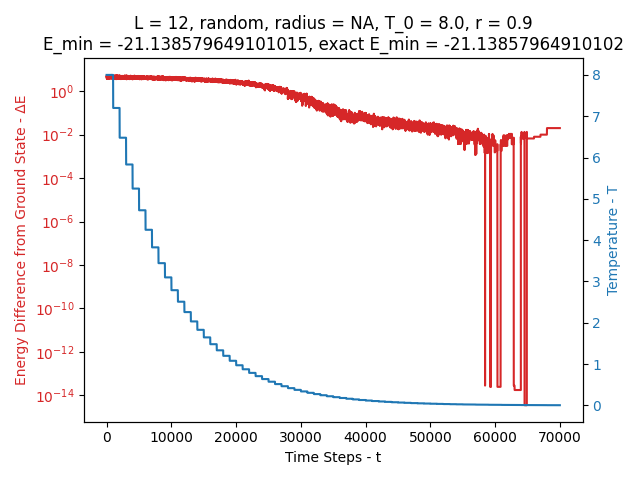 L = 12, random, radius = NA, T_0 = 8.0, r = 0.9
E_min = -21.138579649101015, exact E_min = -21.13857964910102
Energy Difference from Ground State - ΔE
10⁰
10⁻²
10⁻⁴
10⁻⁶
10⁻⁸
10⁻¹⁰
10⁻¹²
10⁻¹⁴
8
7
6
5
4
3
2
1
0
Temperature - T
0 10000 20000 30000 40000 50000 60000 70000
Time Steps - t